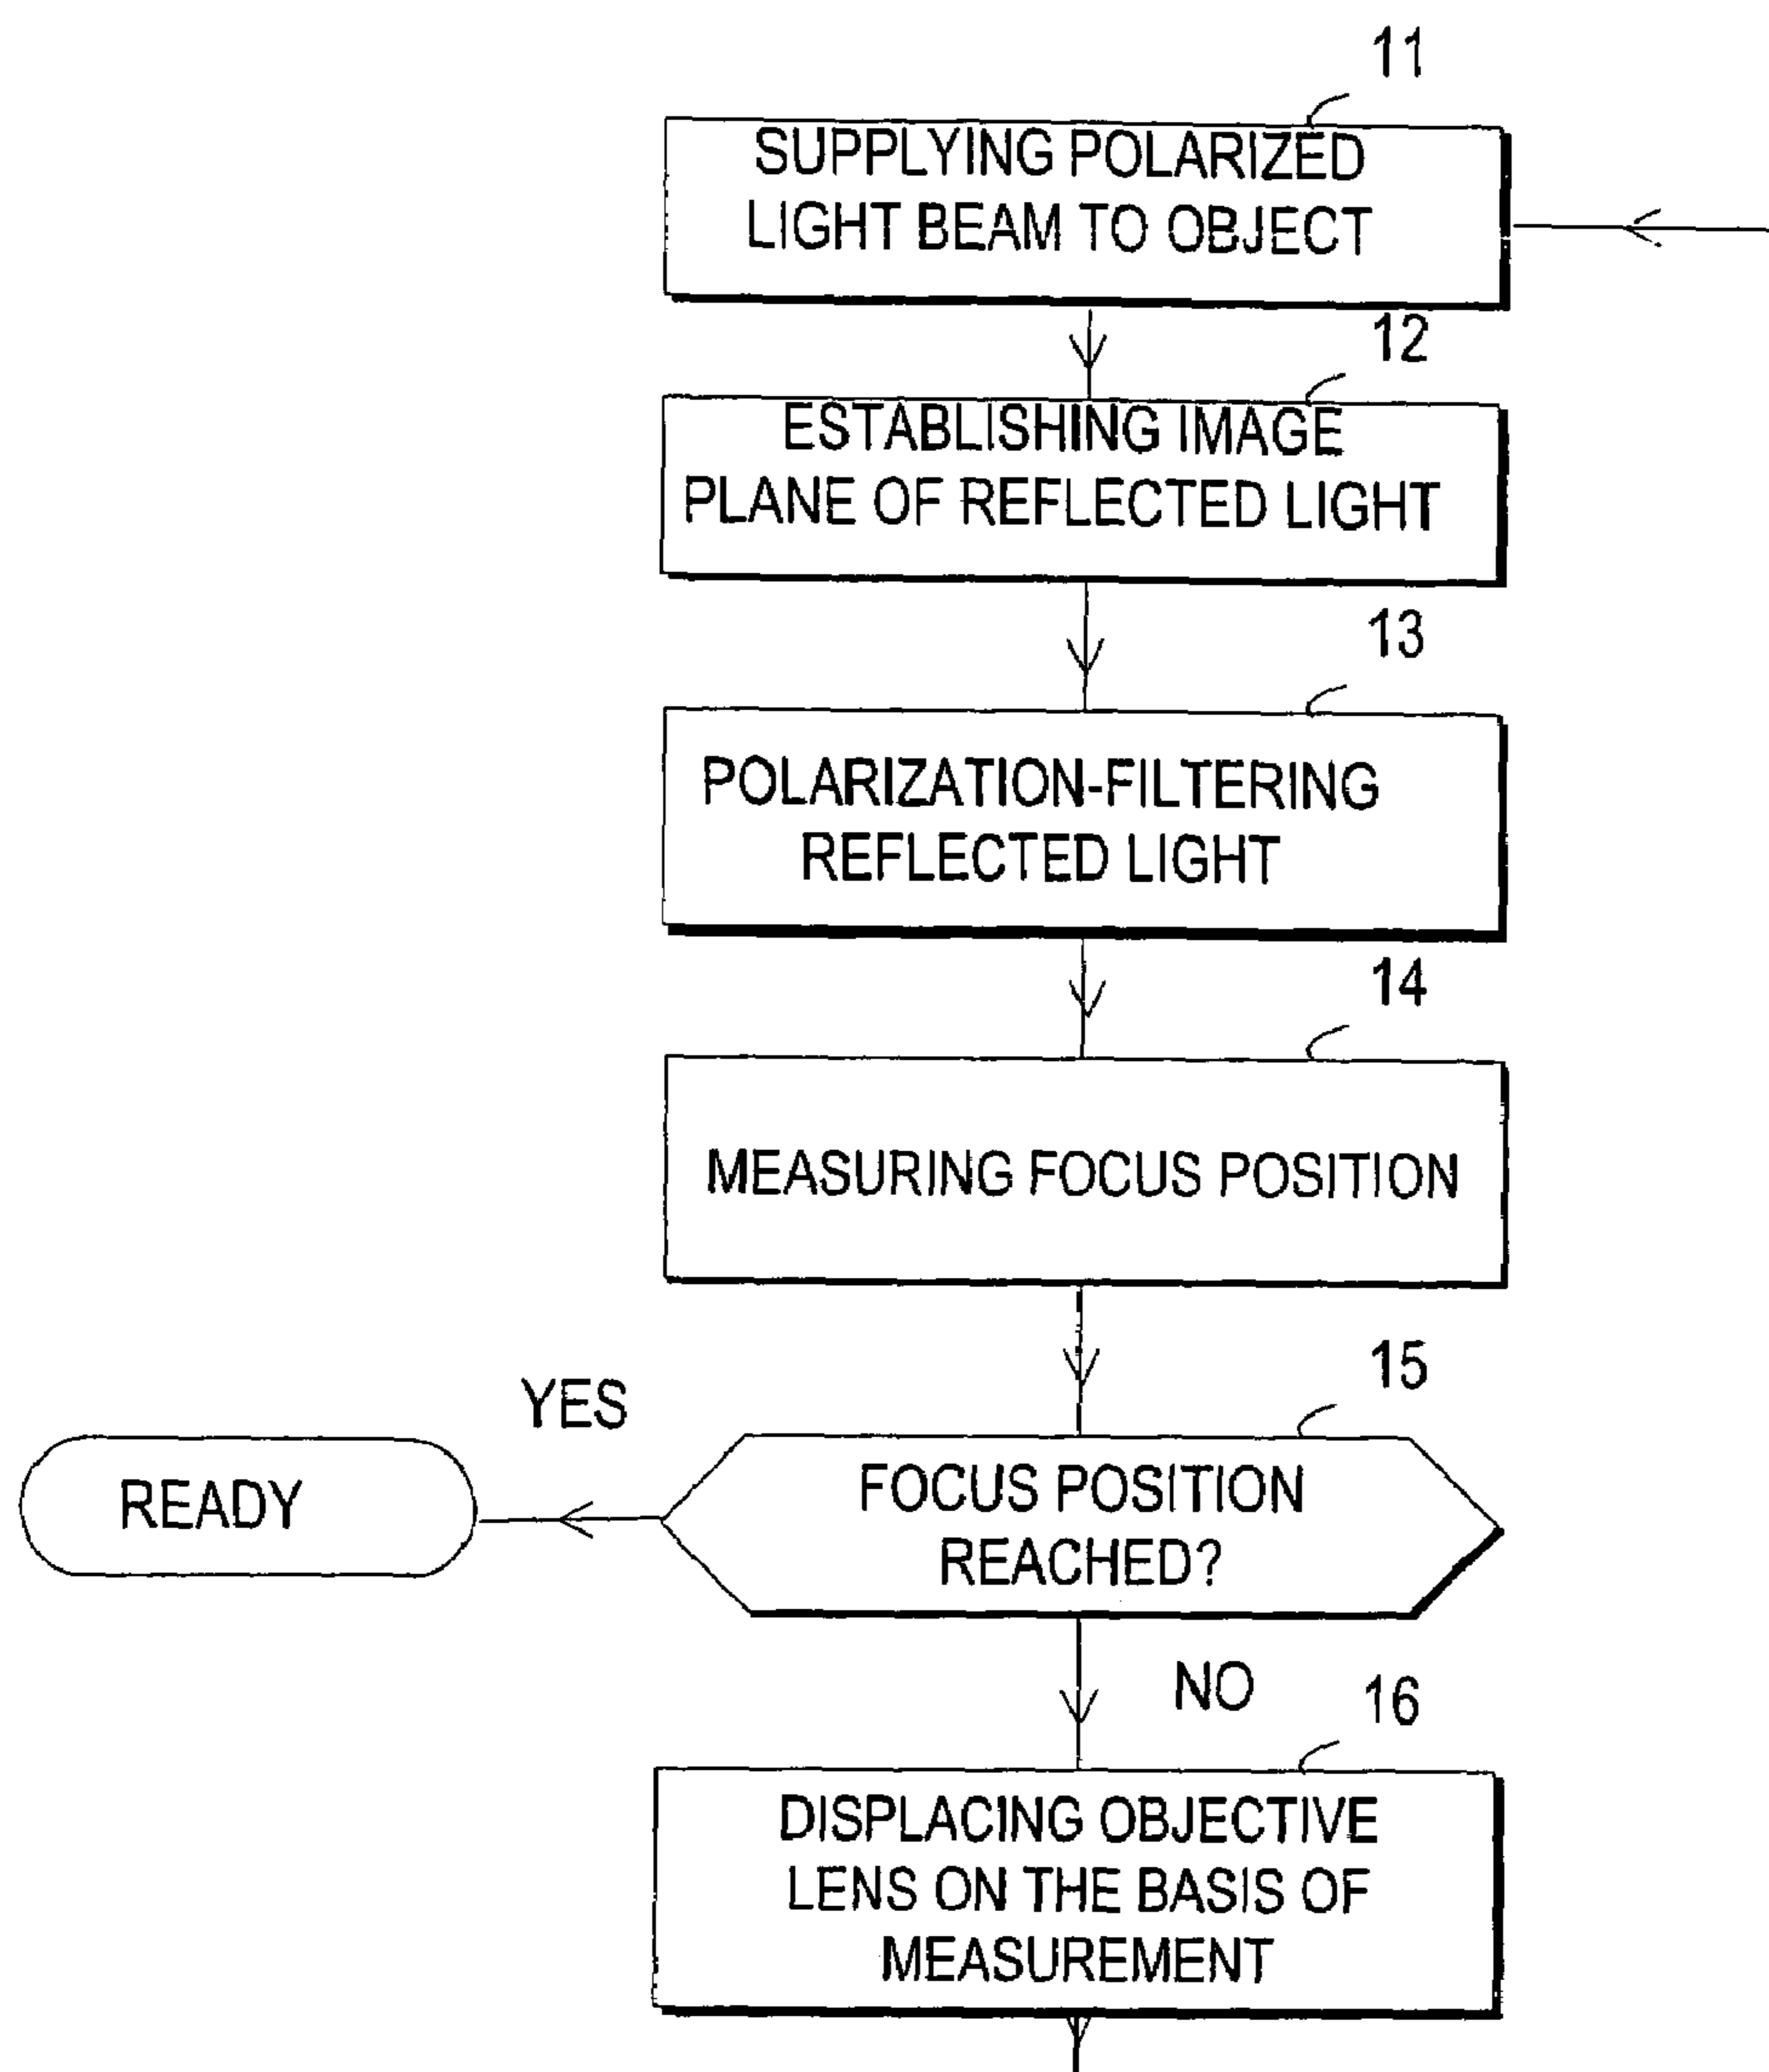 11
SUPPLYING POLARIZED
LIGHT BEAM TO OBJECT
12
ESTABLISHING IMAGE
PLANE OF REFLECTED LIGHT
13
POLARIZATION-FILTERING
REFLECTED LIGHT
14
MEASURING FOCUS POSITION
15
YES
READY
FOCUS POSITION
REACHED?
NO
16
DISPLACING OBJECTIVE
LENS ON THE BASIS OF
MEASUREMENT